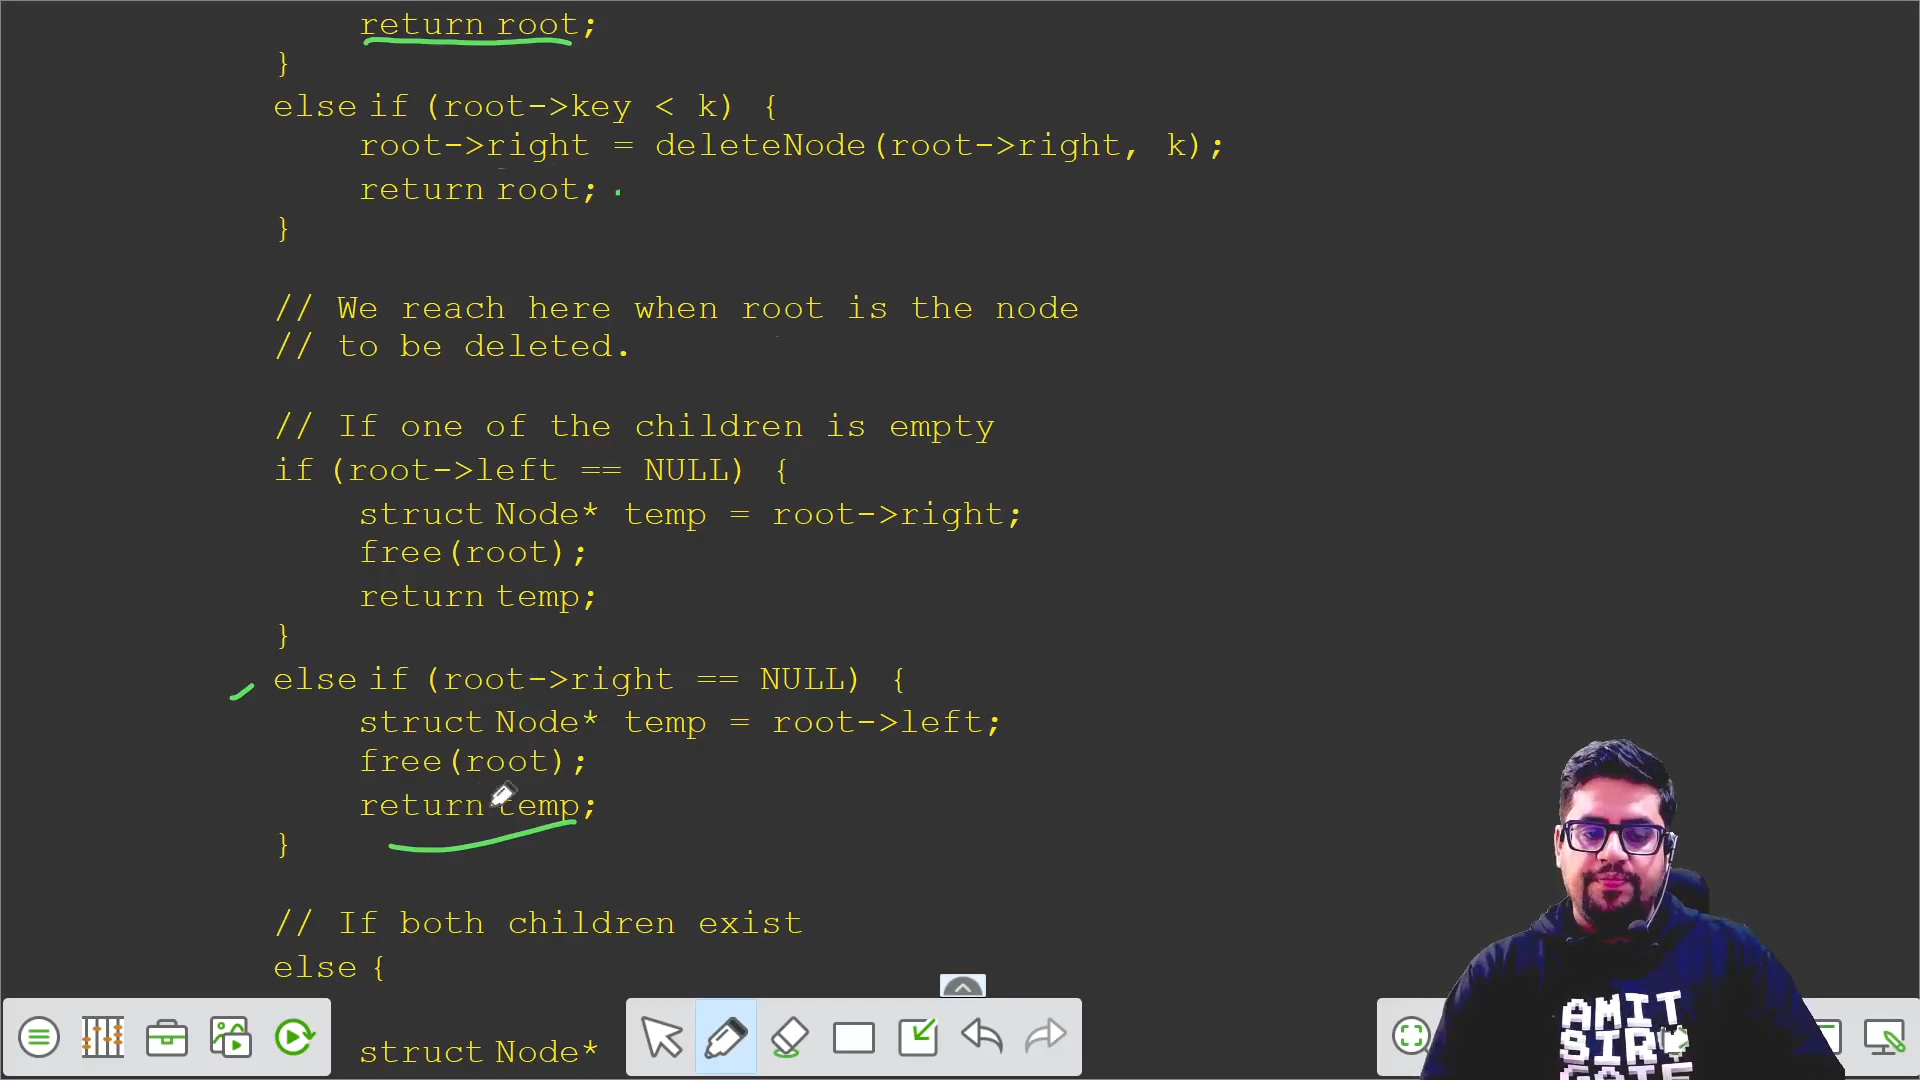 return root;
}
else if (root->key < k) {
root->right = deleteNode(root->right, k);
return root;
}
// We reach here when root is the node
// to be deleted.
// If one of the children is empty
if (root->left == NULL) {
struct Node* temp = root->right;
free(root);
return temp;
}
else if (root->right == NULL) {
struct Node* temp = root->left;
free(root);
return temp;
}
// If both children exist
else {
struct Node*
AMIT